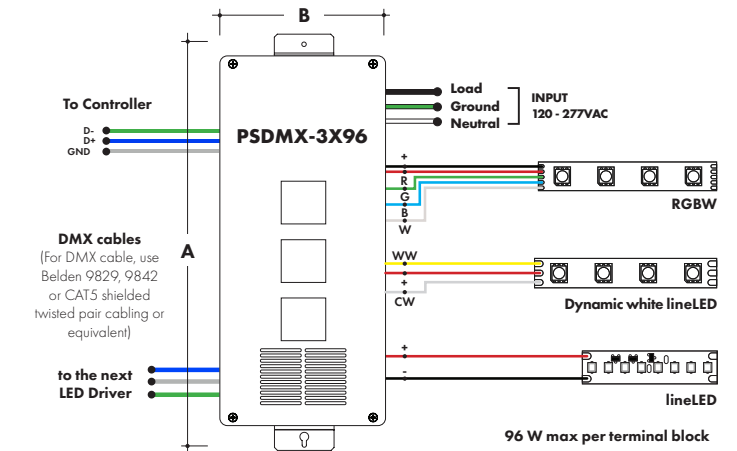 B
To Controller
D-
D+
GND
PSDMX-3X96
Load
Ground
Neutral
INPUT
120 - 277VAC
+
R
G
B
W
RGBW
DMX cables
(For DMX cable, use
Belden 9829, 9842
or CAT5 shielded
twisted pair cabling or
equivalent)
A
WW
+
CW
Dynamic white lineLED
to the next
LED Driver
+
-
lineLED
96 W max per terminal block